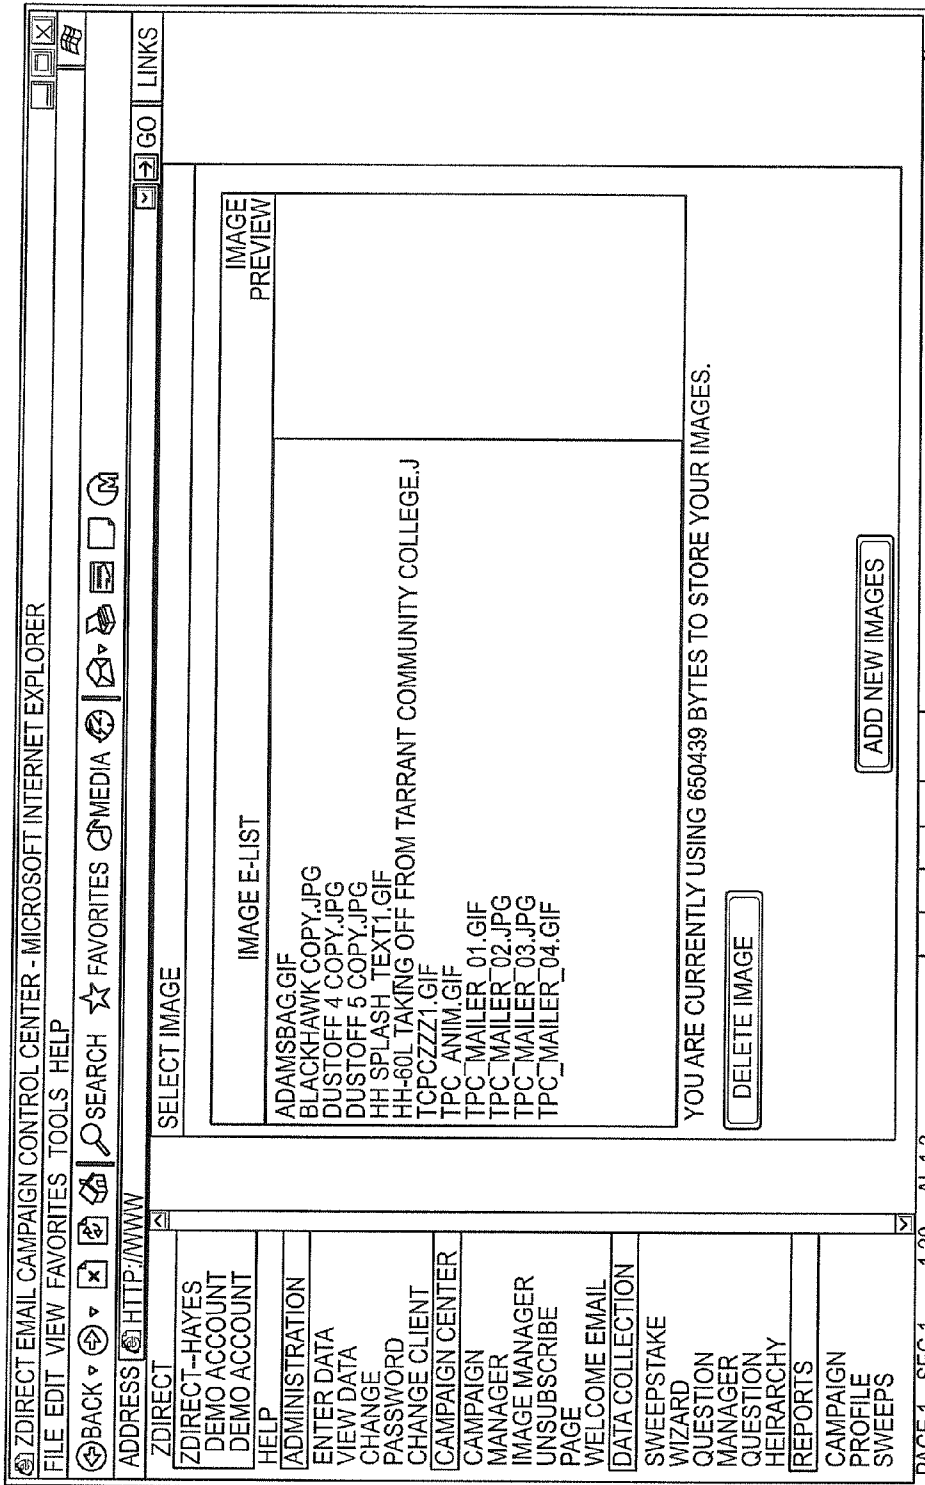 ZDIRECT EMAIL CAMPAIGN CONTROL CENTER - MICROSOFT INTERNET EXPLORER
FILE EDIT VIEW FAVORITES TOOLS HELP
BACK SEARCH FAVORITES MEDIA
ADDRESS HTTP://WWW GO LINKS
ZDIRECT
ZDIRECT--HAYES
DEMO ACCOUNT
DEMO ACCOUNT
HELP
ADMINISTRATION
ENTER DATA
VIEW DATA
CHANGE
PASSWORD
CHANGE CLIENT
CAMPAIGN CENTER
CAMPAIGN
MANAGER
IMAGE MANAGER
UNSUBSCRIBE
PAGE
WELCOME EMAIL
DATA COLLECTION
SWEEPSTAKE
WIZARD
QUESTION
MANAGER
QUESTION
HEIRARCHY
REPORTS
CAMPAIGN
PROFILE
SWEEPS
SELECT IMAGE
IMAGE E-LIST
IMAGE
PREVIEW
ADAMSBAG.GIF
BLACKHAWK COPY.JPG
DUSTOFF 4 COPY.JPG
DUSTOFF 5 COPY.JPG
HH SPLASH_TEXT1.GIF
HH-60L TAKING OFF FROM TARRANT COMMUNITY COLLEGE.J
TCPCZZZ1.GIF
TPC_ANIM.GIF
TPC_MAILER_01.GIF
TPC_MAILER_02.JPG
TPC_MAILER_03.JPG
TPC_MAILER_04.GIF
YOU ARE CURRENTLY USING 650439 BYTES TO STORE YOUR IMAGES.
DELETE IMAGE
ADD NEW IMAGES
PAGE 1 SEC 1